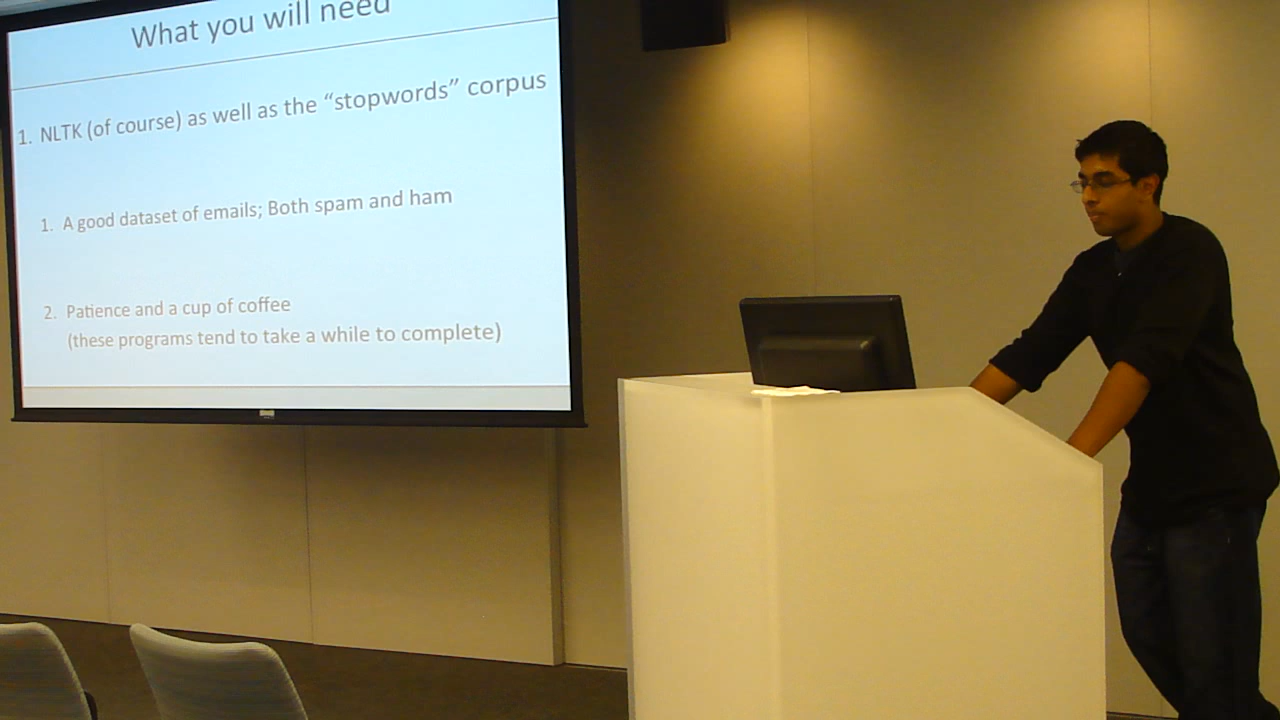 What you will need
1. NLTK (of course) as well as the “stopwords” corpus
1. A good dataset of emails; Both spam and ham
2. Patience and a cup of coffee
(these programs tend to take a while to complete)